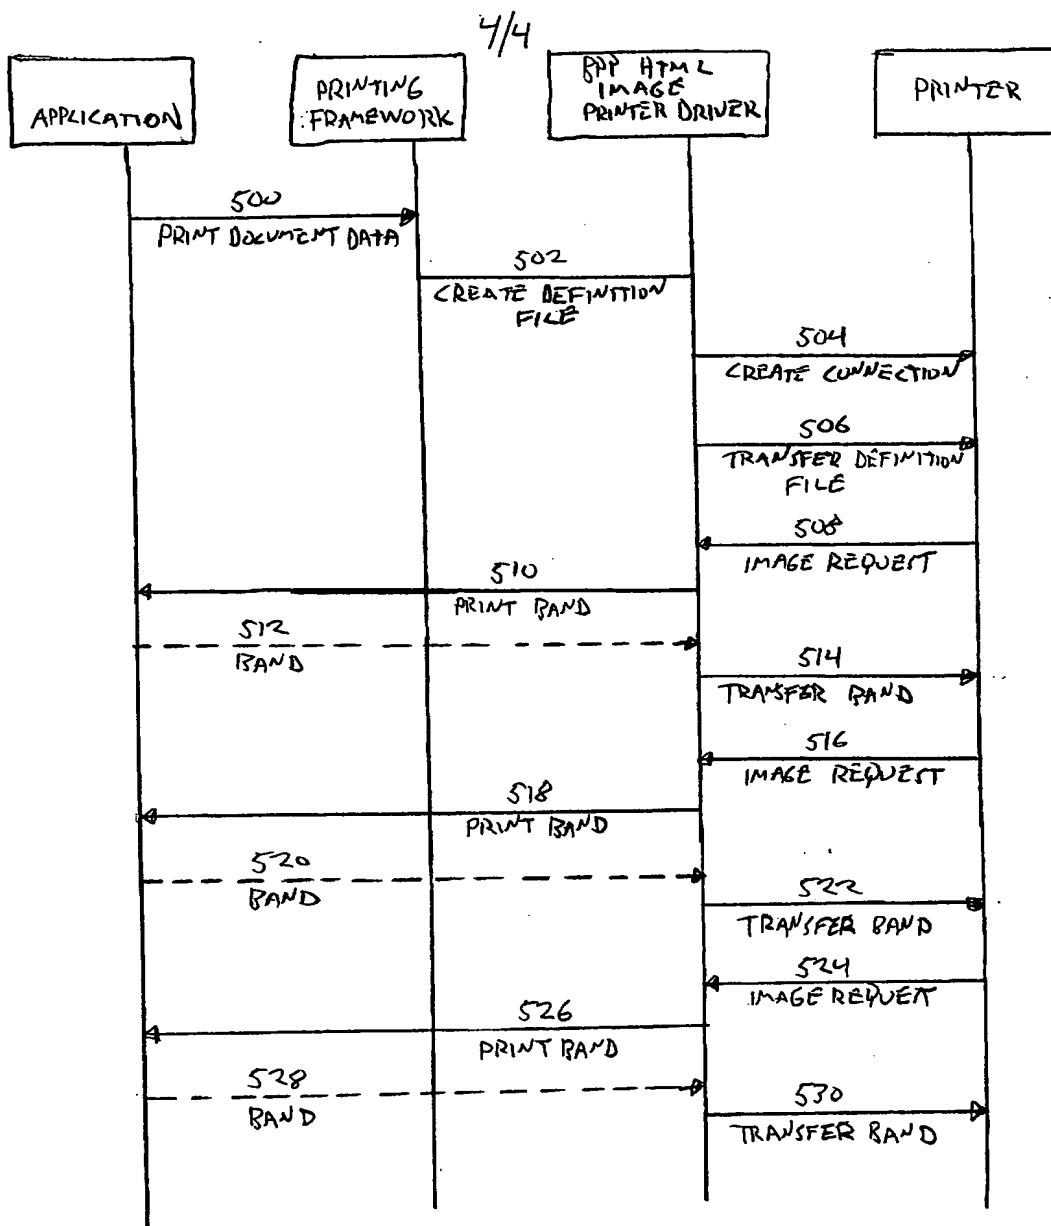 4/4
APPLICATION
PRINTING
FRAMEWORK
BPP HTML
IMAGE
PRINTER DRIVER
PRINTER
500
PRINT DOCUMENT DATA
502
CREATE DEFINITION
FILE
504
CREATE CONNECTION
506
TRANSFER DEFINITION
FILE
508
IMAGE REQUEST
510
PRINT BAND
512
BAND
514
TRANSFER BAND
516
IMAGE REQUEST
518
PRINT BAND
520
BAND
522
TRANSFER BAND
524
IMAGE REQUEST
526
PRINT BAND
528
BAND
530
TRANSFER BAND